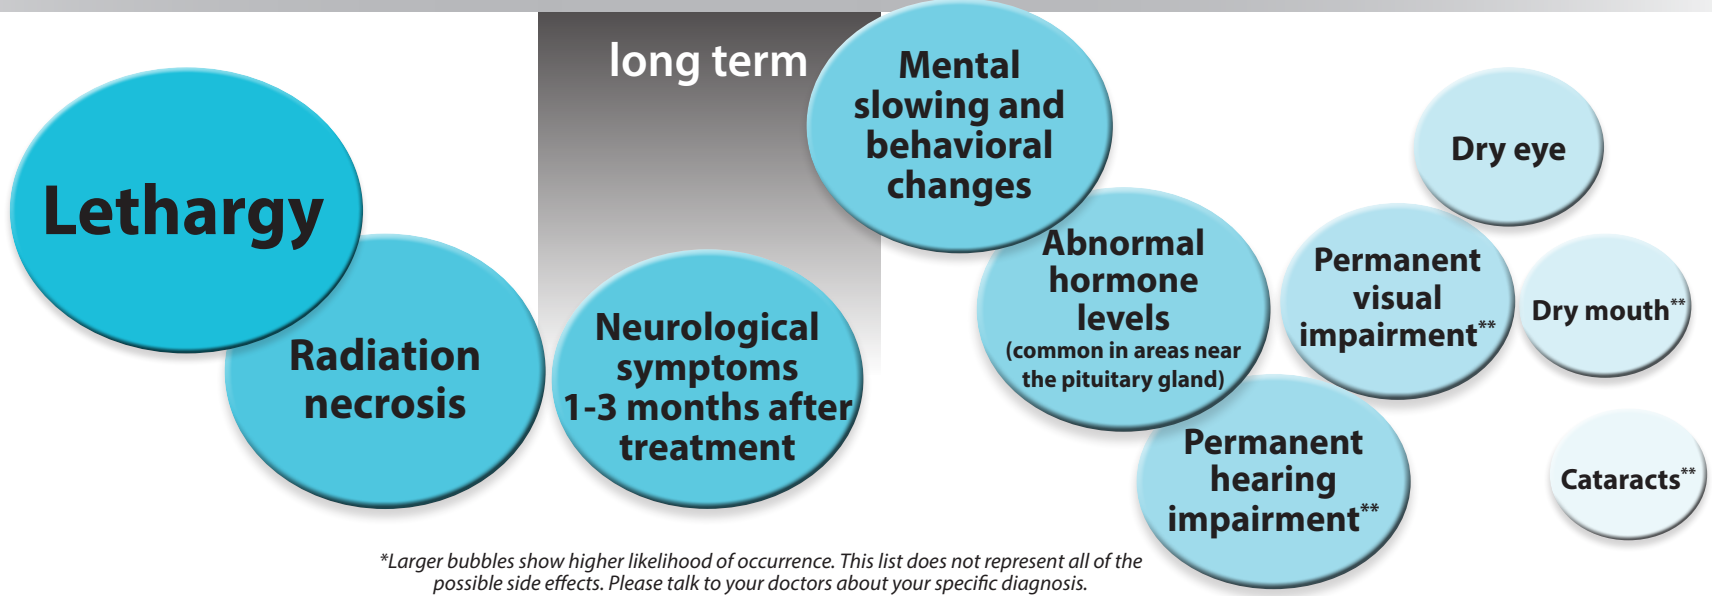 long term
Lethargy
Radiation
necrosis
Neurological
symptoms
1-3 months after
treatment
Mental
slowing and
behavioral
changes
Abnormal
hormone
levels
(common in areas near
the pituitary gland)
Permanent
hearing
impairment**
Permanent
visual
impairment**
Dry eye
Dry mouth**
Cataracts**
*Larger bubbles show higher likelihood of occurrence. This list does not represent all of the
possible side effects. Please talk to your doctors about your specific diagnosis.